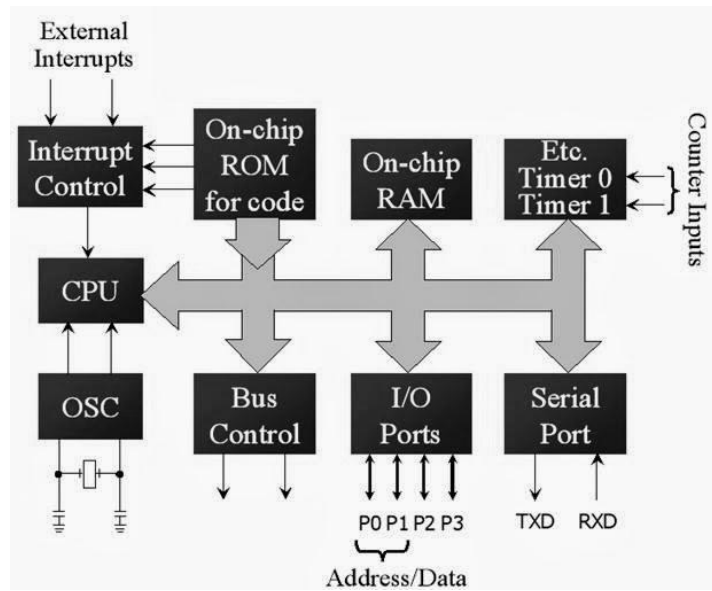 External
Interrupts
Interrupt
Control
On-chip
ROM
for code
On-chip
RAM
Etc.
Timer 0
Timer 1
Counter Inputs
CPU
OSC
Bus
Control
I/O
Ports
Serial
Port
P0 P1 P2 P3
TXD RXD
Address/Data